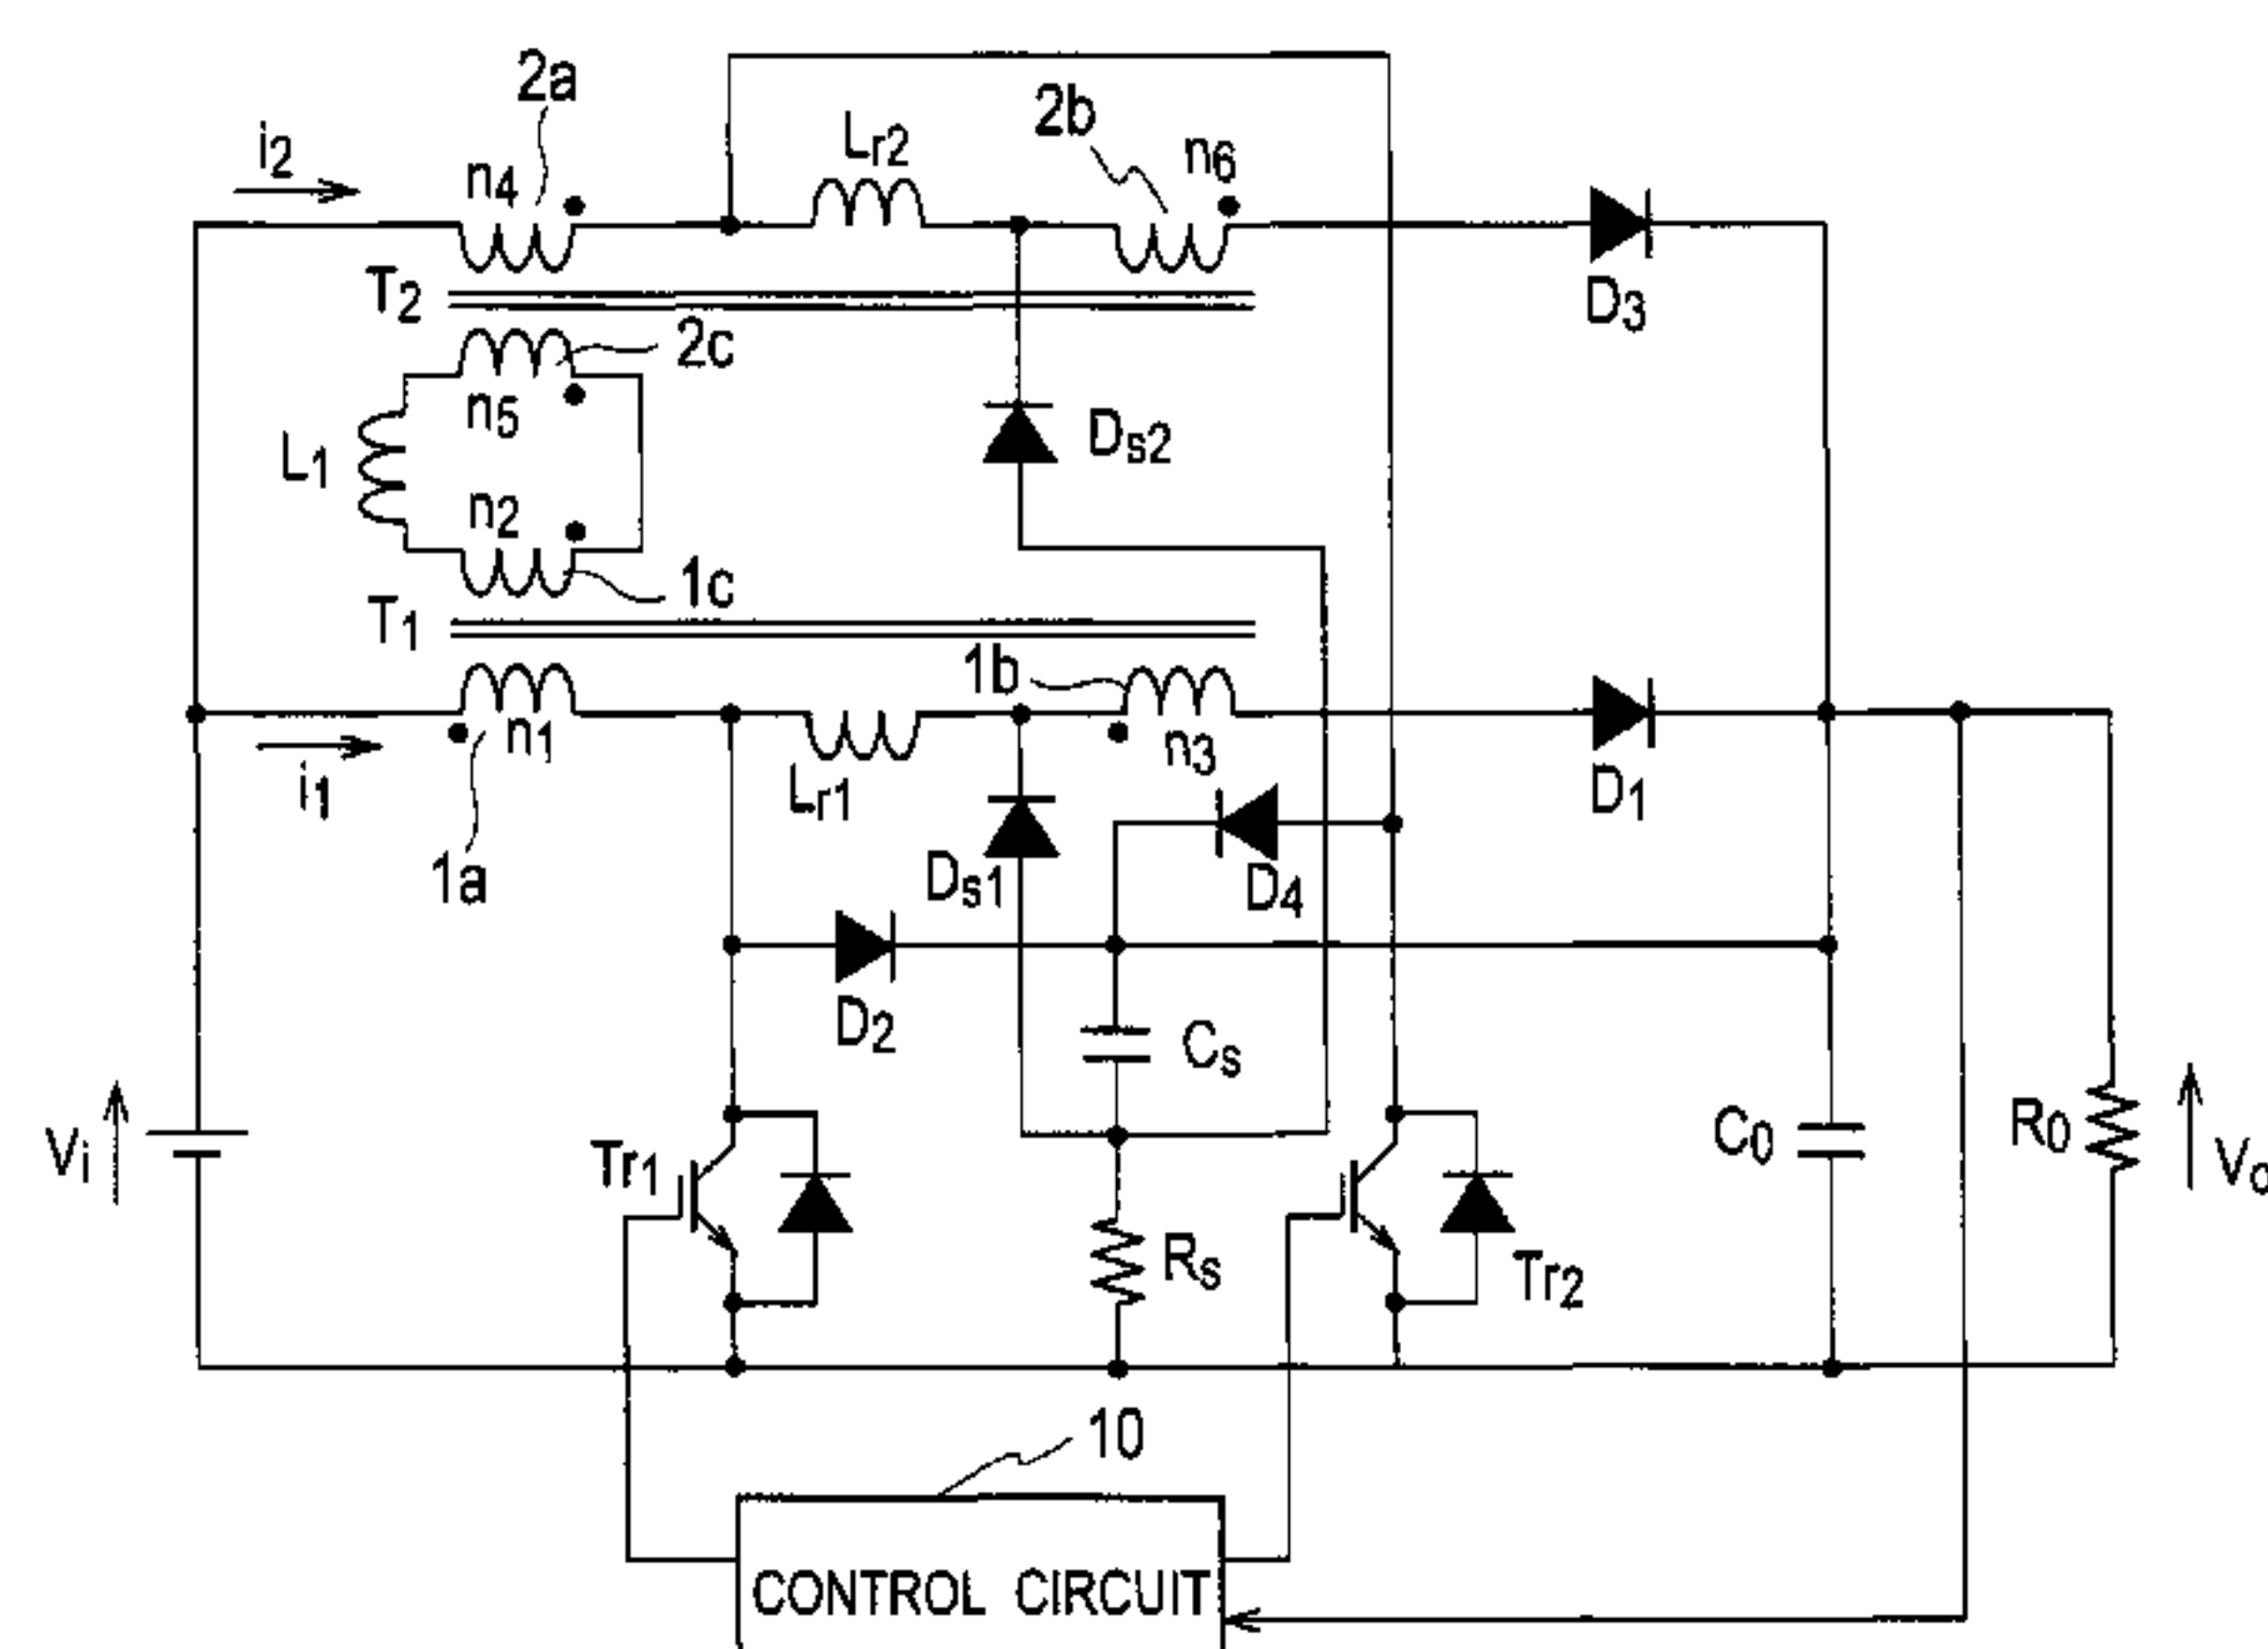 2a
i2
n4
Lr2
2b
n6
T2
D3
2c
n5
Ds2
L1
n2
1c
T1
1b
n1
n3
i1
Lr1
D1
1a
Ds1
D4
D2
Cs
Vi
Tr1
C0
R0
Vo
Rs
Tr2
10
CONTROL CIRCUIT